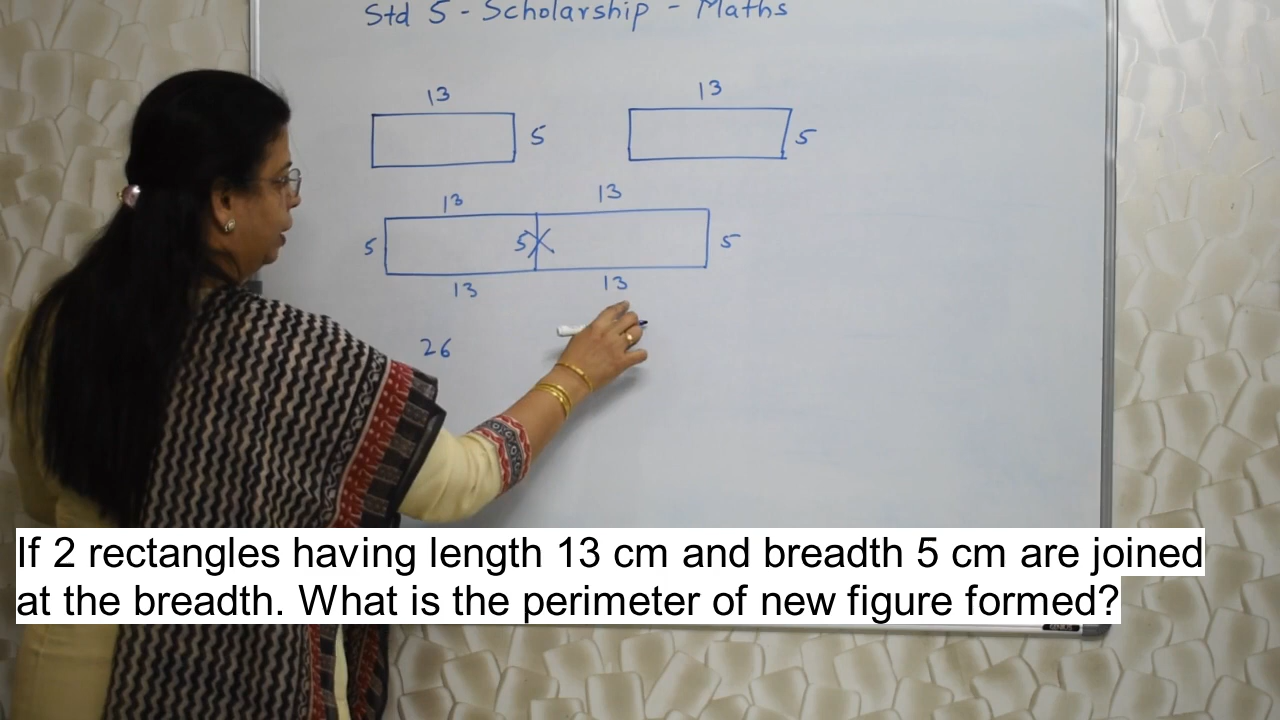 Std 5 - Scholarship - Maths
13 13
5 5
13 13
5 5 5
13 13
26
If 2 rectangles having length 13 cm and breadth 5 cm are joined
at the breadth. What is the perimeter of new figure formed?